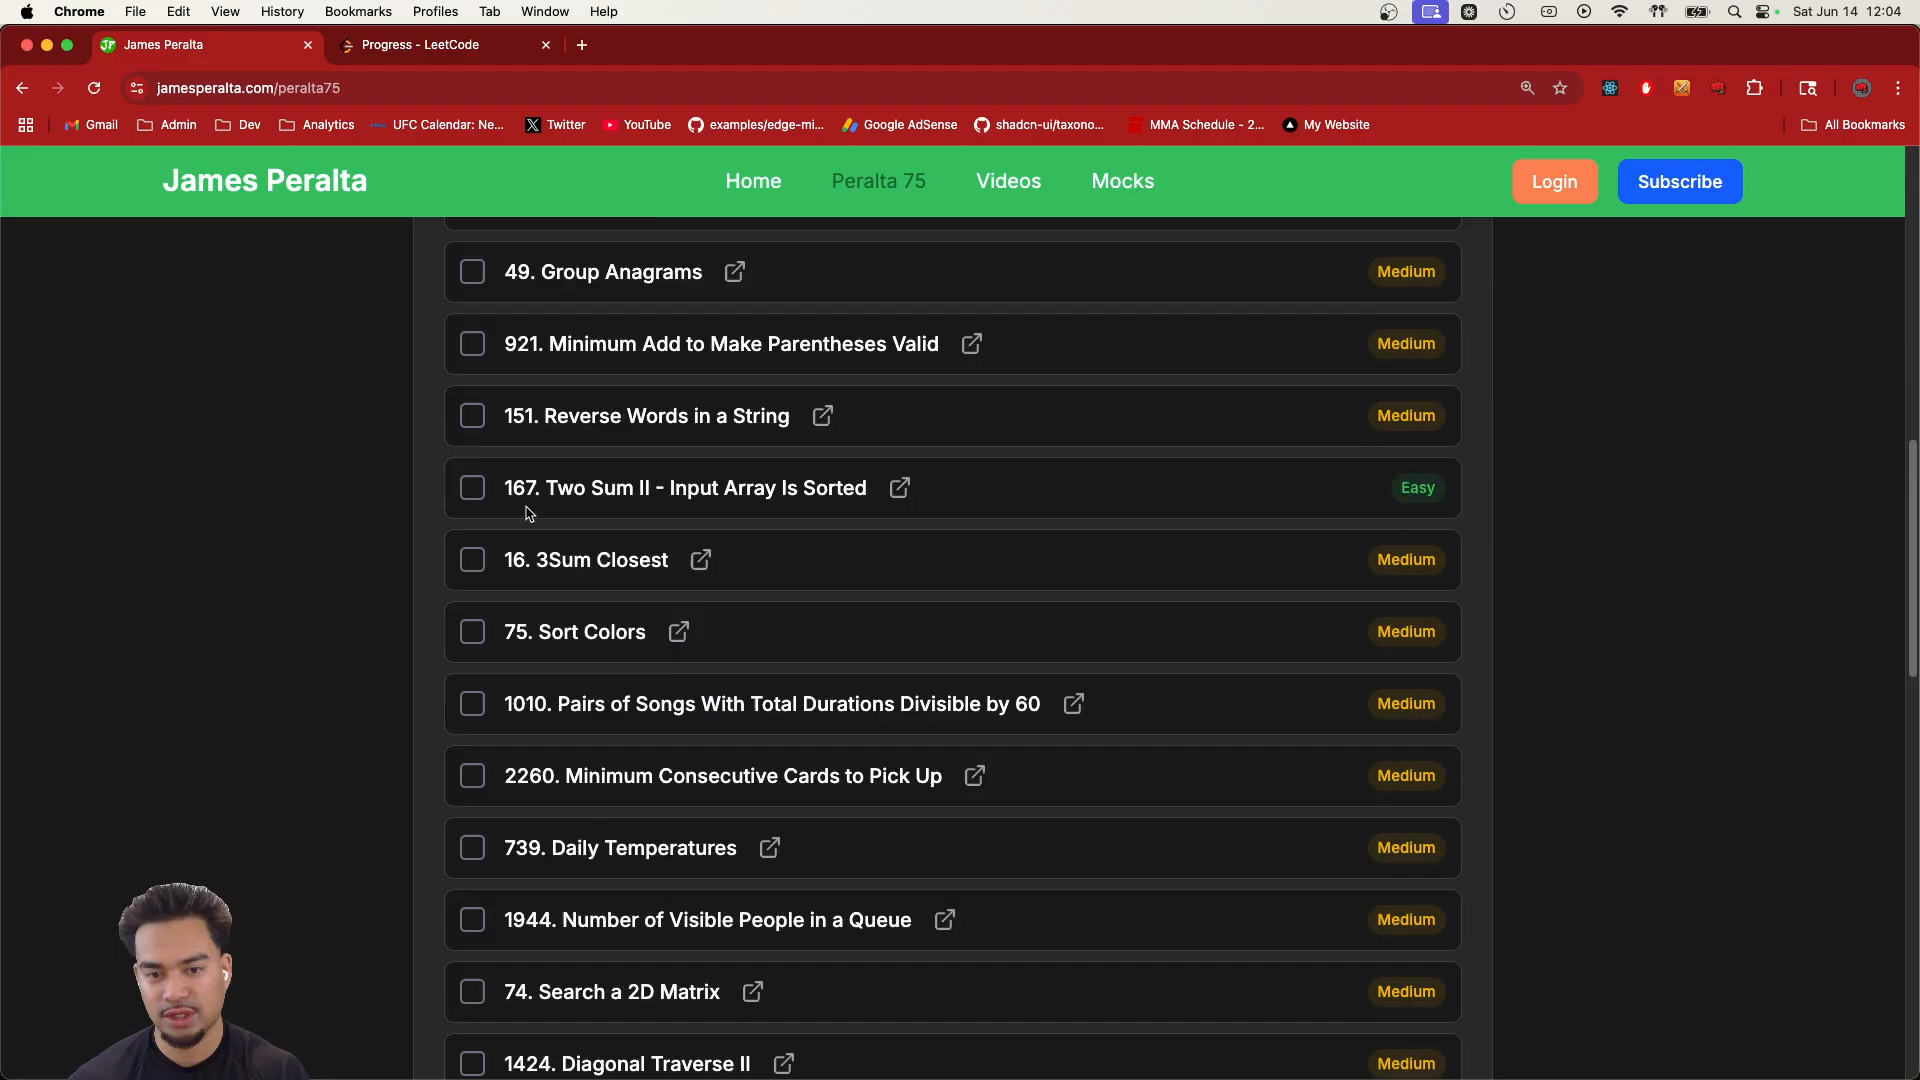 Chrome File Edit View History Bookmarks Profiles Tab Window Help Sat Jun 14 12:04
James Peralta Progress - LeetCode
jamesperalta.com/peralta75
Gmail Admin Dev Analytics UFC Calendar: Ne... Twitter YouTube examples/edge-mi... Google AdSense shadcn-ui/taxono... MMA Schedule - 2... My Website All Bookmarks
James Peralta Home Peralta 75 Videos Mocks Login Subscribe
49. Group Anagrams Medium
921. Minimum Add to Make Parentheses Valid Medium
151. Reverse Words in a String Medium
167. Two Sum II - Input Array Is Sorted Easy
16. 3Sum Closest Medium
75. Sort Colors Medium
1010. Pairs of Songs With Total Durations Divisible by 60 Medium
2260. Minimum Consecutive Cards to Pick Up Medium
739. Daily Temperatures Medium
1944. Number of Visible People in a Queue Medium
74. Search a 2D Matrix Medium
1424. Diagonal Traverse II Medium